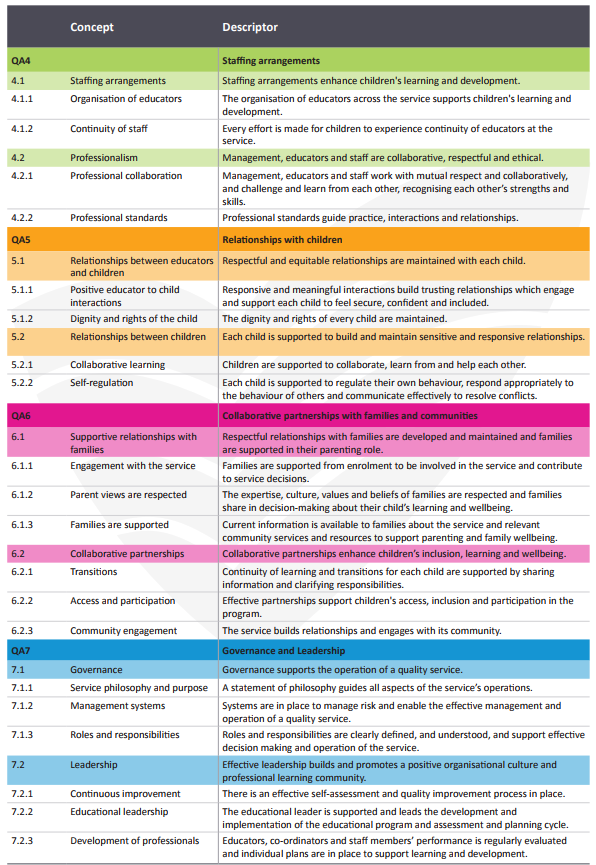 Concept Descriptor
QA4 Staffing arrangements
4.1 Staffing arrangements Staffing arrangements enhance children's learning and development.
4.1.1 Organisation of educators The organisation of educators across the service supports children's learning and
development.
4.1.2 Continuity of staff Every effort is made for children to experience continuity of educators at the
service.
4.2 Professionalism Management, educators and staff are collaborative, respectful and ethical.
4.2.1 Professional collaboration Management, educators and staff work with mutual respect and collaboratively,
and challenge and learn from each other, recognising each other's strengths and
skills.
4.2.2 Professional standards Professional standards guide practice, interactions and relationships.
QA5 Relationships with children
5.1 Relationships between educators Respectful and equitable relationships are maintained with each child.
and children
5.1.1 Positive educator to child Responsive and meaningful interactions build trusting relationships which engage
interactions and support each child to feel secure, confident and included.
5.1.2 Dignity and rights of the child The dignity and rights of every child are maintained.
5.2 Relationships between children Each child is supported to build and maintain sensitive and responsive relationships.
5.2.1 Collaborative learning Children are supported to collaborate, learn from and help each other.
5.2.2 Self-regulation Each child is supported to regulate their own behaviour, respond appropriately to
the behaviour of others and communicate effectively to resolve conflicts.
QA6 Collaborative partnerships with families and communities
6.1 Supportive relationships with Respectful relationships with families are developed and maintained and families
families are supported in their parenting role.
6.1.1 Engagement with the service Families are supported from enrolment to be involved in the service and contribute
to service decisions.
6.1.2 Parent views are respected The expertise, culture, values and beliefs of families are respected and families
share in decision-making about their child's learning and wellbeing.
6.1.3 Families are supported Current information is available to families about the service and relevant
community services and resources to support parenting and family wellbeing.
6.2 Collaborative partnerships Collaborative partnerships enhance children's inclusion, learning and wellbeing.
6.2.1 Transitions Continuity of learning and transitions for each child are supported by sharing
information and clarifying responsibilities.
6.2.2 Access and participation Effective partnerships support children's access, inclusion and participation in the
program.
6.2.3 Community engagement The service builds relationships and engages with its community.
QA7 Governance and Leadership
7.1 Governance Governance supports the operation of a quality service.
7.1.1 Service philosophy and purpose A statement of philosophy guides all aspects of the service's operations.
7.1.2 Management systems Systems are in place to manage risk and enable the effective management and
operation of a quality service.
7.1.3 Roles and responsibilities Roles and responsibilities are clearly defined, and understood, and support effective
decision making and operation of the service.
7.2 Leadership Effective leadership builds and promotes a positive organisational culture and
professional learning community.
7.2.1 Continuous improvement There is an effective self-assessment and quality improvement process in place.
7.2.2 Educational leadership The educational leader is supported and leads the development and
implementation of the educational program and assessment and planning cycle.
7.2.3 Development of professionals Educators, co-ordinators and staff members' performance is regularly evaluated
and individual plans are in place to support learning and development.